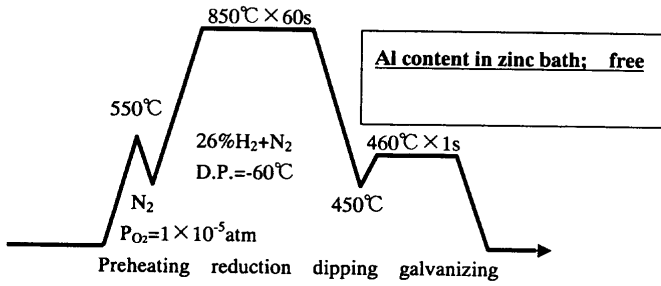 850℃×60s
Al content in zinc bath; free
550℃
26%H₂+N₂
460℃×1s
D.P.=-60℃
N₂
450℃
P_O₂=1×10⁻⁵atm
Preheating reduction dipping galvanizing